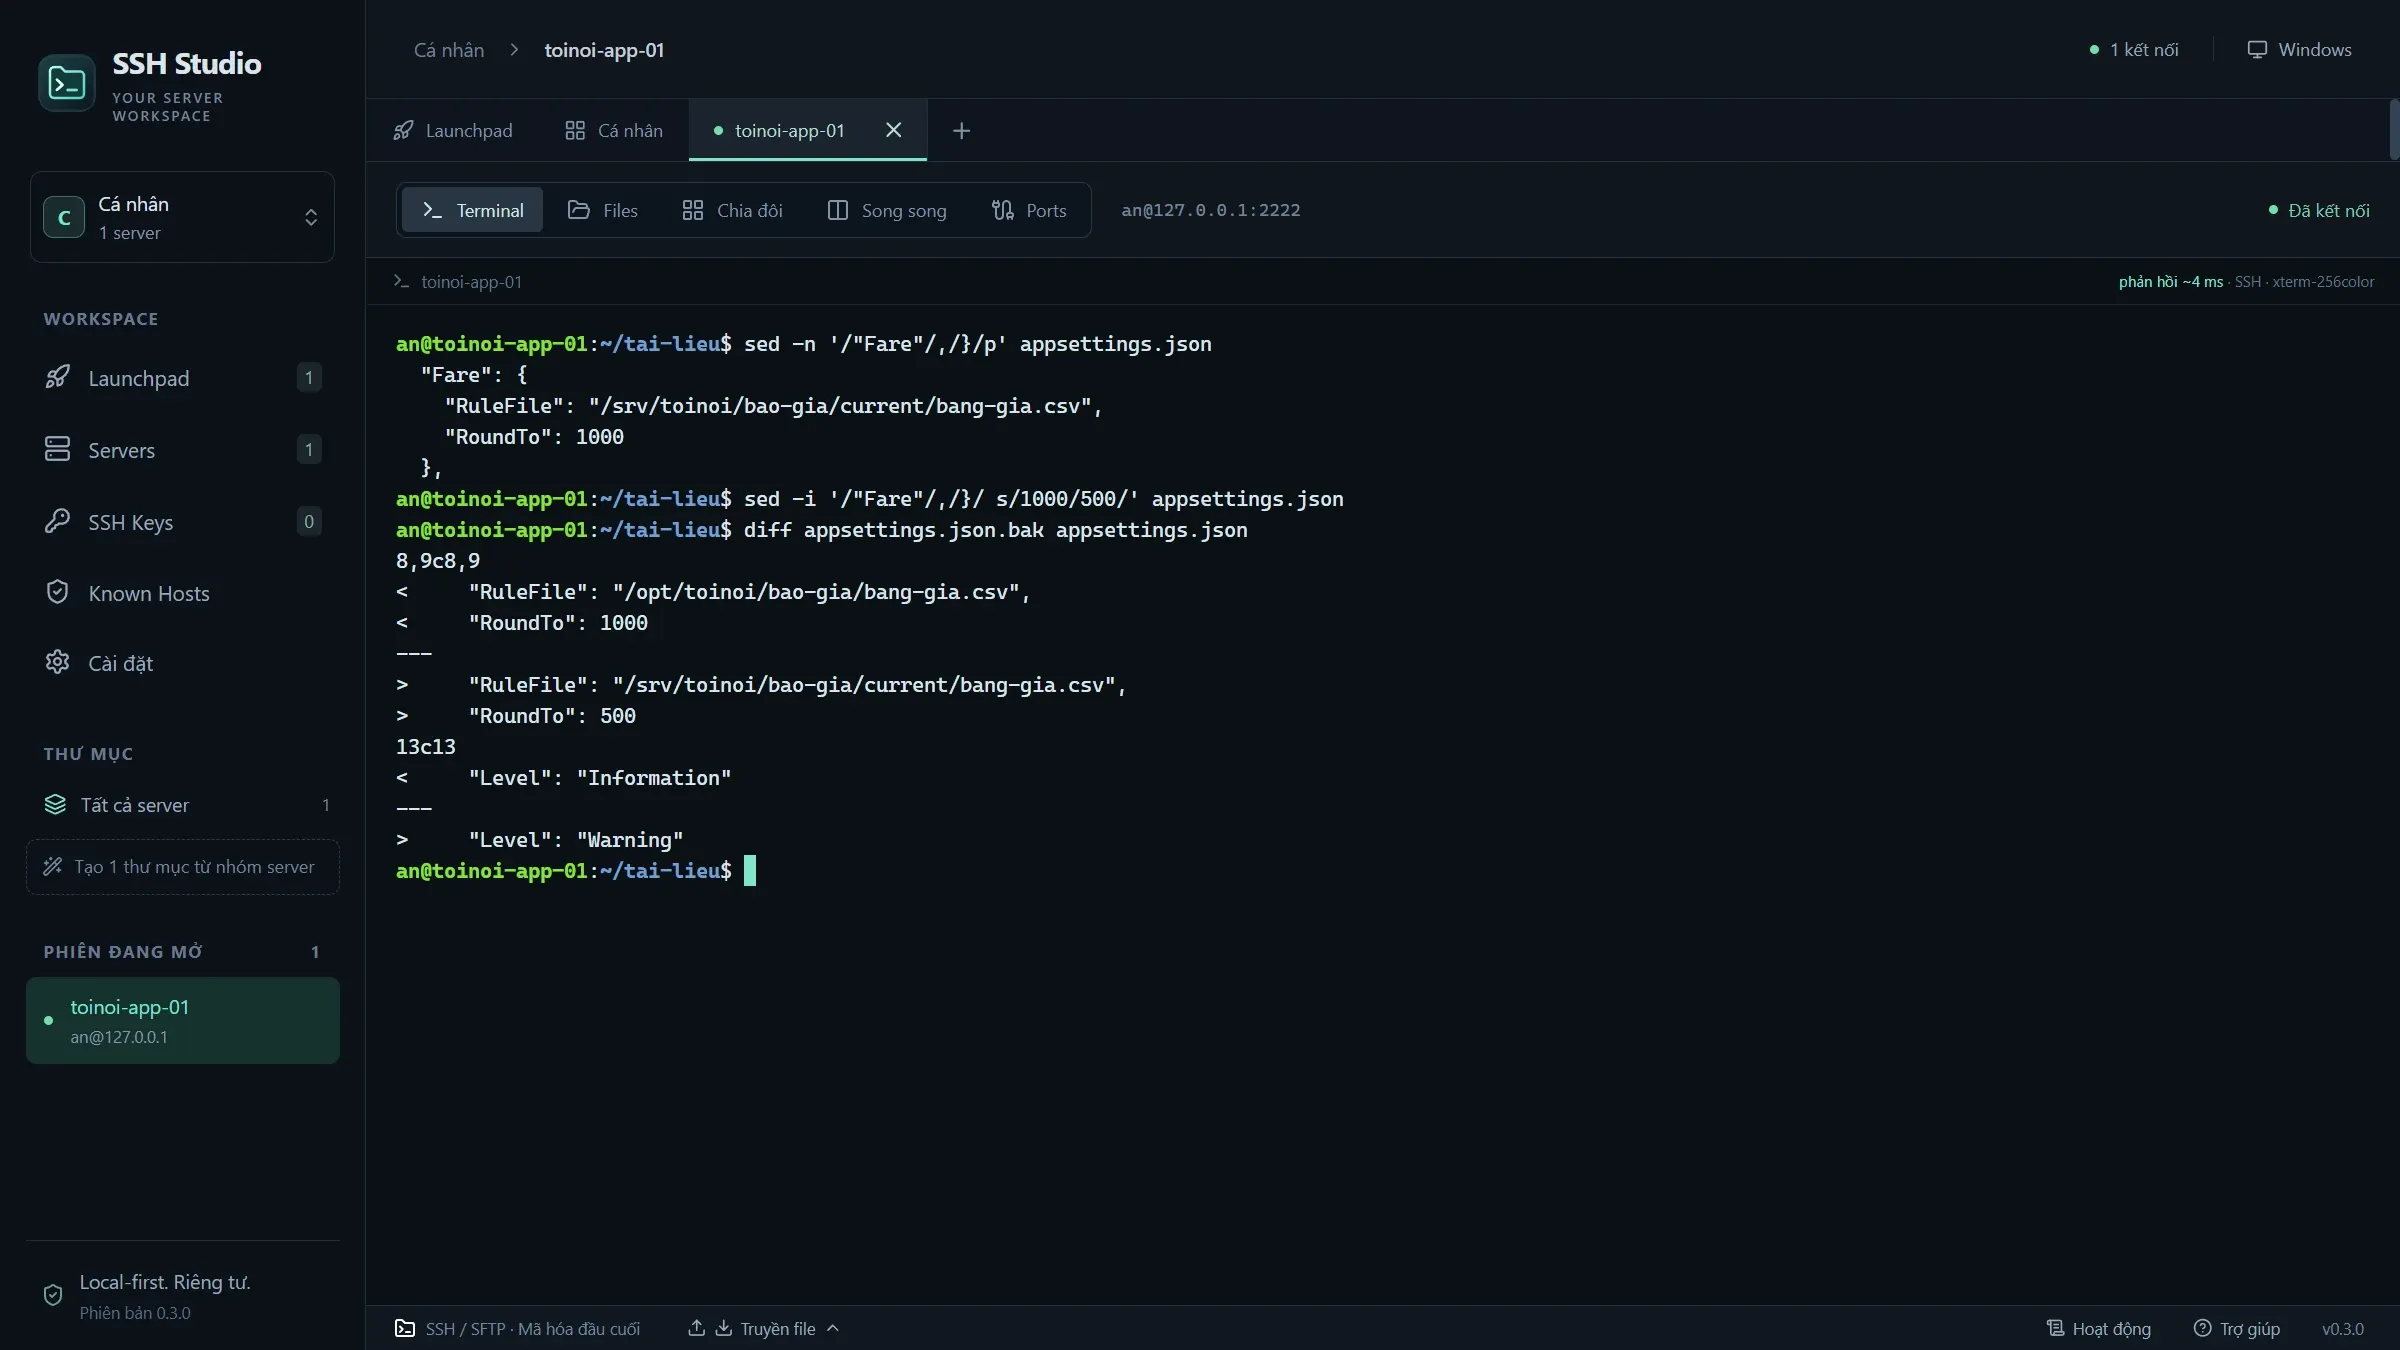 SSH Studio
YOUR SERVER
WORKSPACE
C
Cá nhân
1 server
WORKSPACE
Launchpad 1
Servers 1
SSH Keys 0
Known Hosts
Cài đặt
THƯ MỤC
Tất cả server 1
Tạo 1 thư mục từ nhóm server
PHIÊN ĐANG MỞ 1
toinoi-app-01
an@127.0.0.1
Local-first. Riêng tư.
Phiên bản 0.3.0
Cá nhân > toinoi-app-01
1 kết nối
Windows
Launchpad
Cá nhân
toinoi-app-01
Terminal
Files
Chia đôi
Song song
Ports
an@127.0.0.1:2222
Đã kết nối
toinoi-app-01
phản hồi ~4 ms · SSH · xterm-256color
an@toinoi-app-01:~/tai-lieu$ sed -n '/"Fare"/,/}/p' appsettings.json
  "Fare": {
    "RuleFile": "/srv/toinoi/bao-gia/current/bang-gia.csv",
    "RoundTo": 1000
  },
an@toinoi-app-01:~/tai-lieu$ sed -i '/"Fare"/,/}/ s/1000/500/' appsettings.json
an@toinoi-app-01:~/tai-lieu$ diff appsettings.json.bak appsettings.json
8,9c8,9
<     "RuleFile": "/opt/toinoi/bao-gia/bang-gia.csv",
<     "RoundTo": 1000
---
>     "RuleFile": "/srv/toinoi/bao-gia/current/bang-gia.csv",
>     "RoundTo": 500
13c13
<     "Level": "Information"
---
>     "Level": "Warning"
an@toinoi-app-01:~/tai-lieu$
SSH / SFTP · Mã hóa đầu cuối
Truyền file
Hoạt động
Trợ giúp
v0.3.0